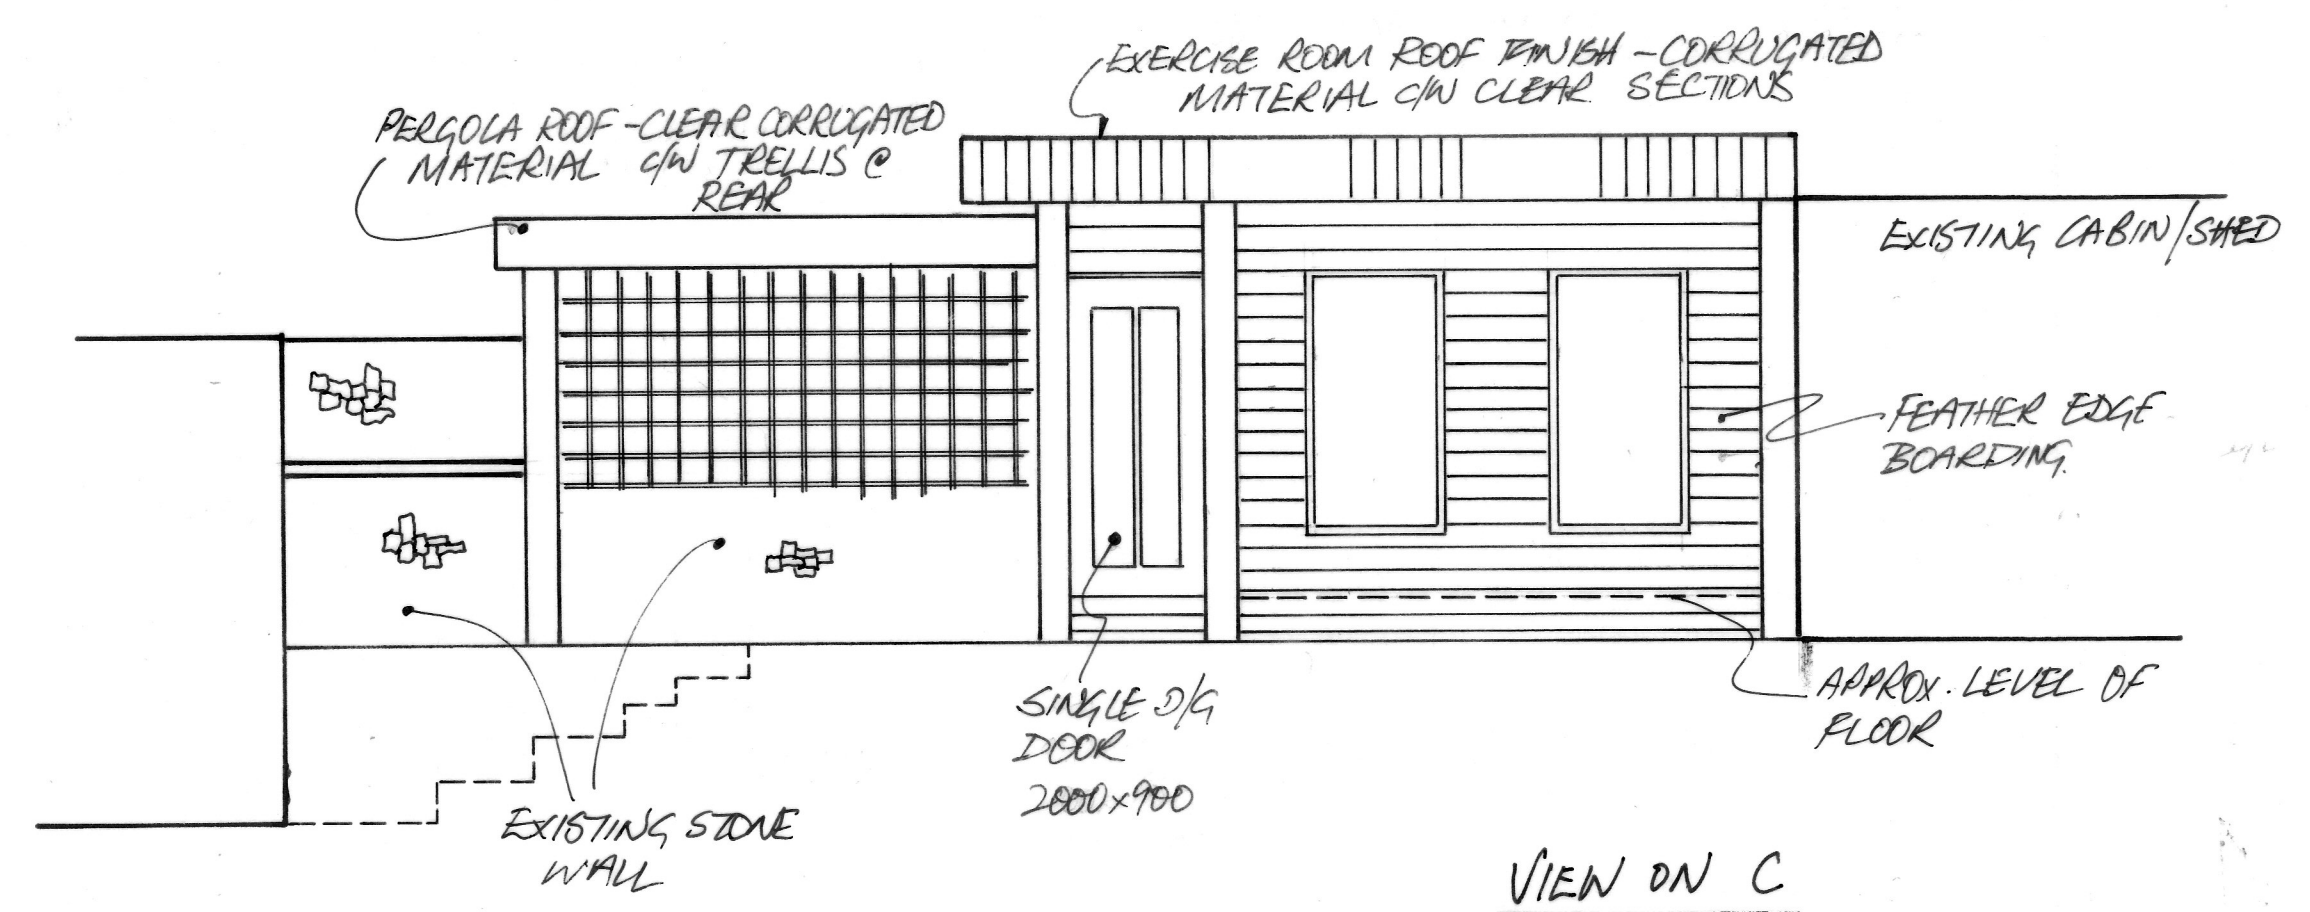 EXERCISE ROOM ROOF FINISH - CORRUGATED
MATERIAL C/W CLEAR SECTIONS
PERGOLA ROOF - CLEAR CORRUGATED
MATERIAL C/W TRELLIS @
REAR
EXISTING CABIN/SHED
FEATHER EDGE
BOARDING.
APPROX. LEVEL OF
FLOOR
SINGLE D/G
DOOR
2000x900
EXISTING STONE
WALL
VIEW ON C